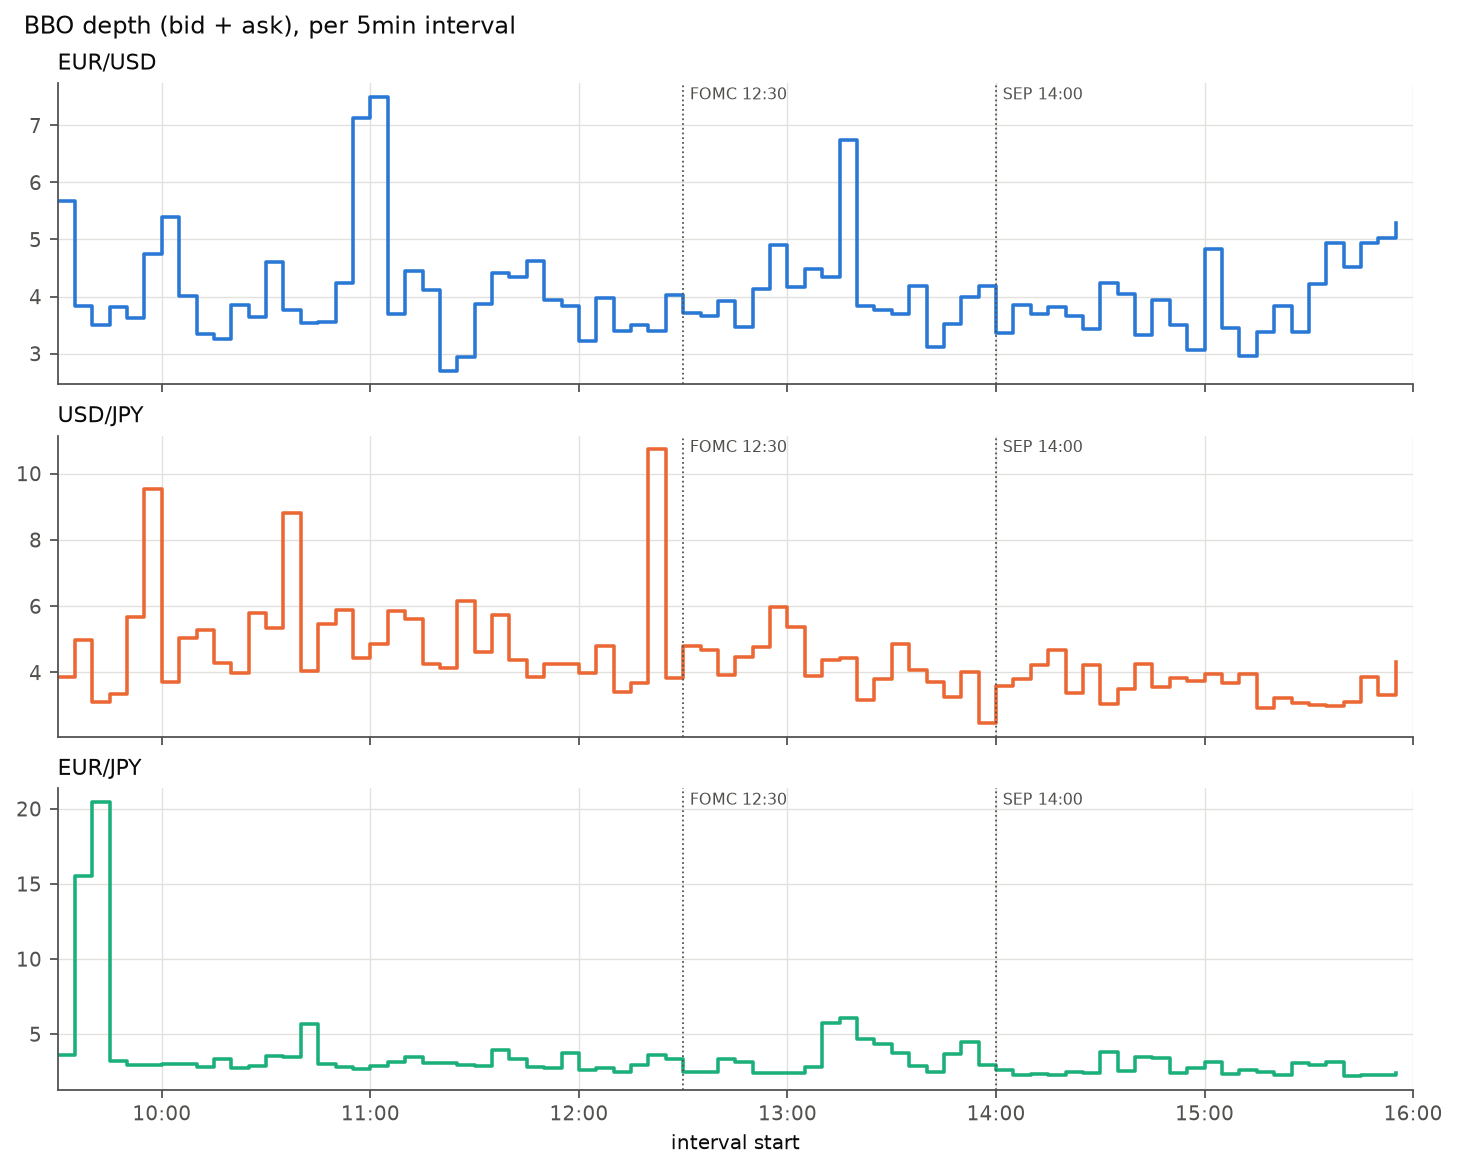 BBO depth (bid + ask), per 5min interval
EUR/USD
FOMC 12:30
SEP 14:00
7
6
5
4
3
USD/JPY
FOMC 12:30
SEP 14:00
10
8
6
4
EUR/JPY
FOMC 12:30
SEP 14:00
20
15
10
5
10:00 11:00 12:00 13:00 14:00 15:00 16:00
interval start